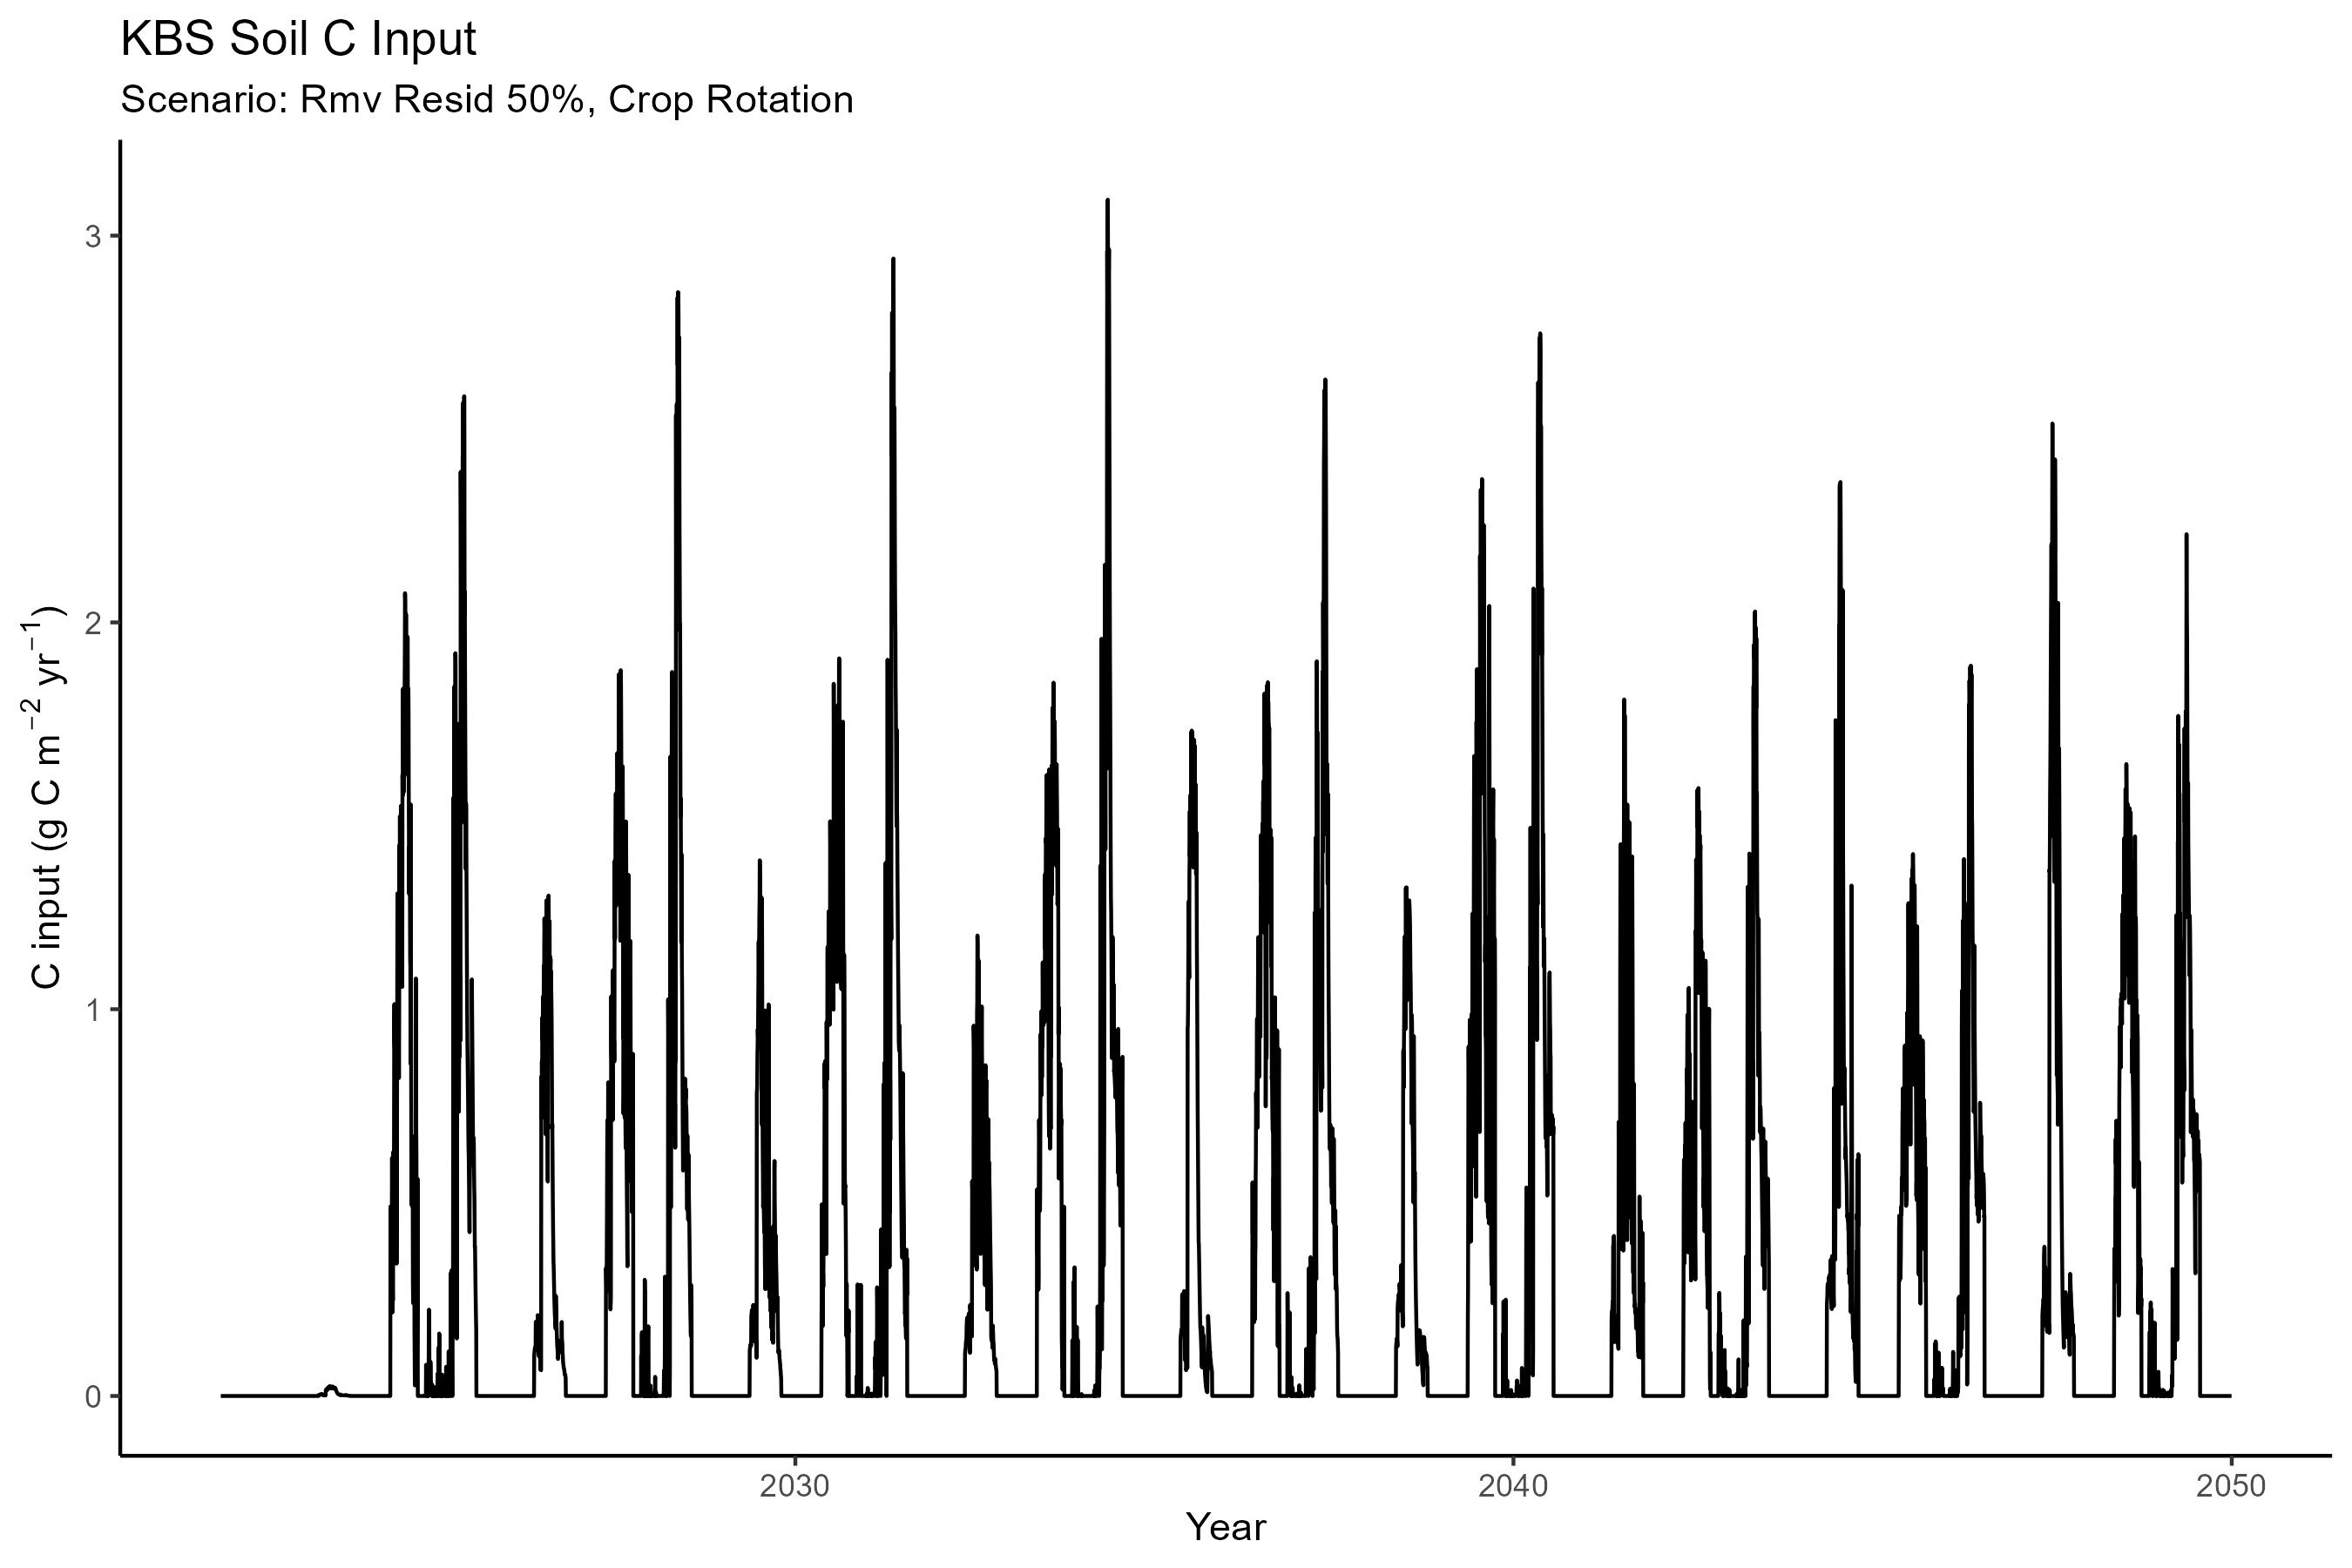 KBS Soil C Input
Scenario: Rmv Resid 50%, Crop Rotation
3
2
1
0
C input (g C m⁻² yr⁻¹)
2030
2040
2050
Year